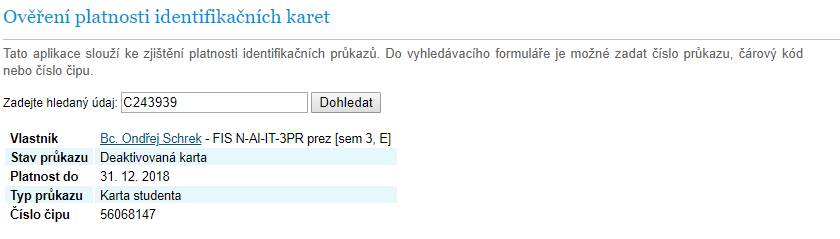 Ověření platnosti identifikačních karet
Tato aplikace slouží ke zjištění platnosti identifikačních průkazů. Do vyhledávacího formuláře je možné zadat číslo průkazu, čárový kód
nebo číslo čipu.
Zadejte hledaný údaj: C243939 Dohledat
Vlastník Bc. Ondřej Schrek - FIS N-AI-IT-3PR prez [sem 3, E]
Stav průkazu Deaktivovaná karta
Platnost do 31. 12. 2018
Typ průkazu Karta studenta
Číslo čipu 56068147